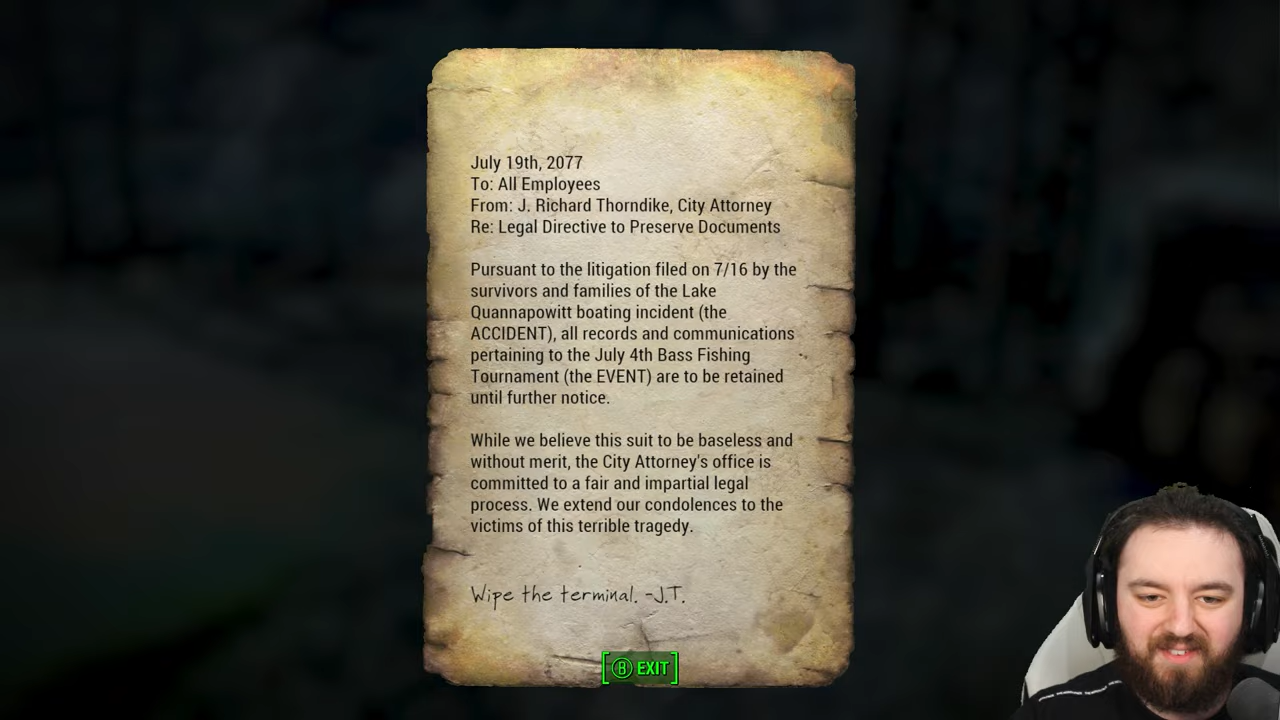 July 19th, 2077
To: All Employees
From: J. Richard Thorndike, City Attorney
Re: Legal Directive to Preserve Documents
Pursuant to the litigation filed on 7/16 by the
survivors and families of the Lake
Quannapowitt boating incident (the
ACCIDENT), all records and communications
pertaining to the July 4th Bass Fishing
Tournament (the EVENT) are to be retained
until further notice.
While we believe this suit to be baseless and
without merit, the City Attorney's office is
committed to a fair and impartial legal
process. We extend our condolences to the
victims of this terrible tragedy.
Wipe the terminal. -J.T.
[B EXIT]